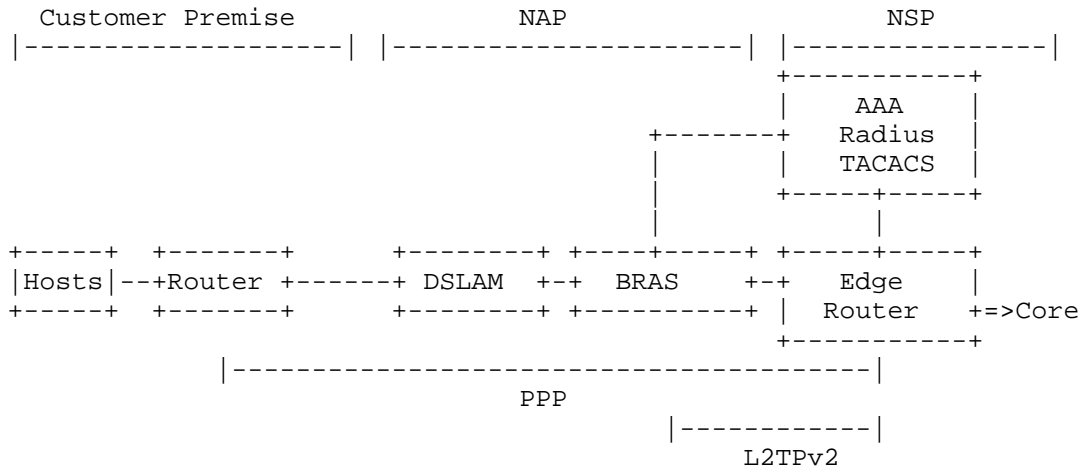 Customer Premise NAP NSP
AAA
Radius
TACACS
Hosts Router DSLAM BRAS Edge
Router =>Core
PPP
L2TPv2